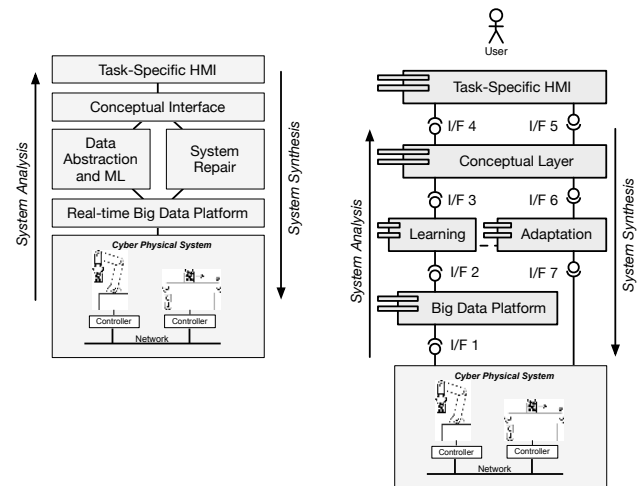 Task-Specific HMI
Conceptual Interface
Data
Abstraction
and ML
System
Repair
Real-time Big Data Platform
Cyber Physical System
Controller
Controller
Network
System Analysis
System Synthesis
User
Task-Specific HMI
I/F 4
I/F 5
Conceptual Layer
I/F 3
I/F 6
Learning
Adaptation
I/F 2
I/F 7
Big Data Platform
I/F 1
Cyber Physical System
Controller
Controller
Network
System Analysis
System Synthesis